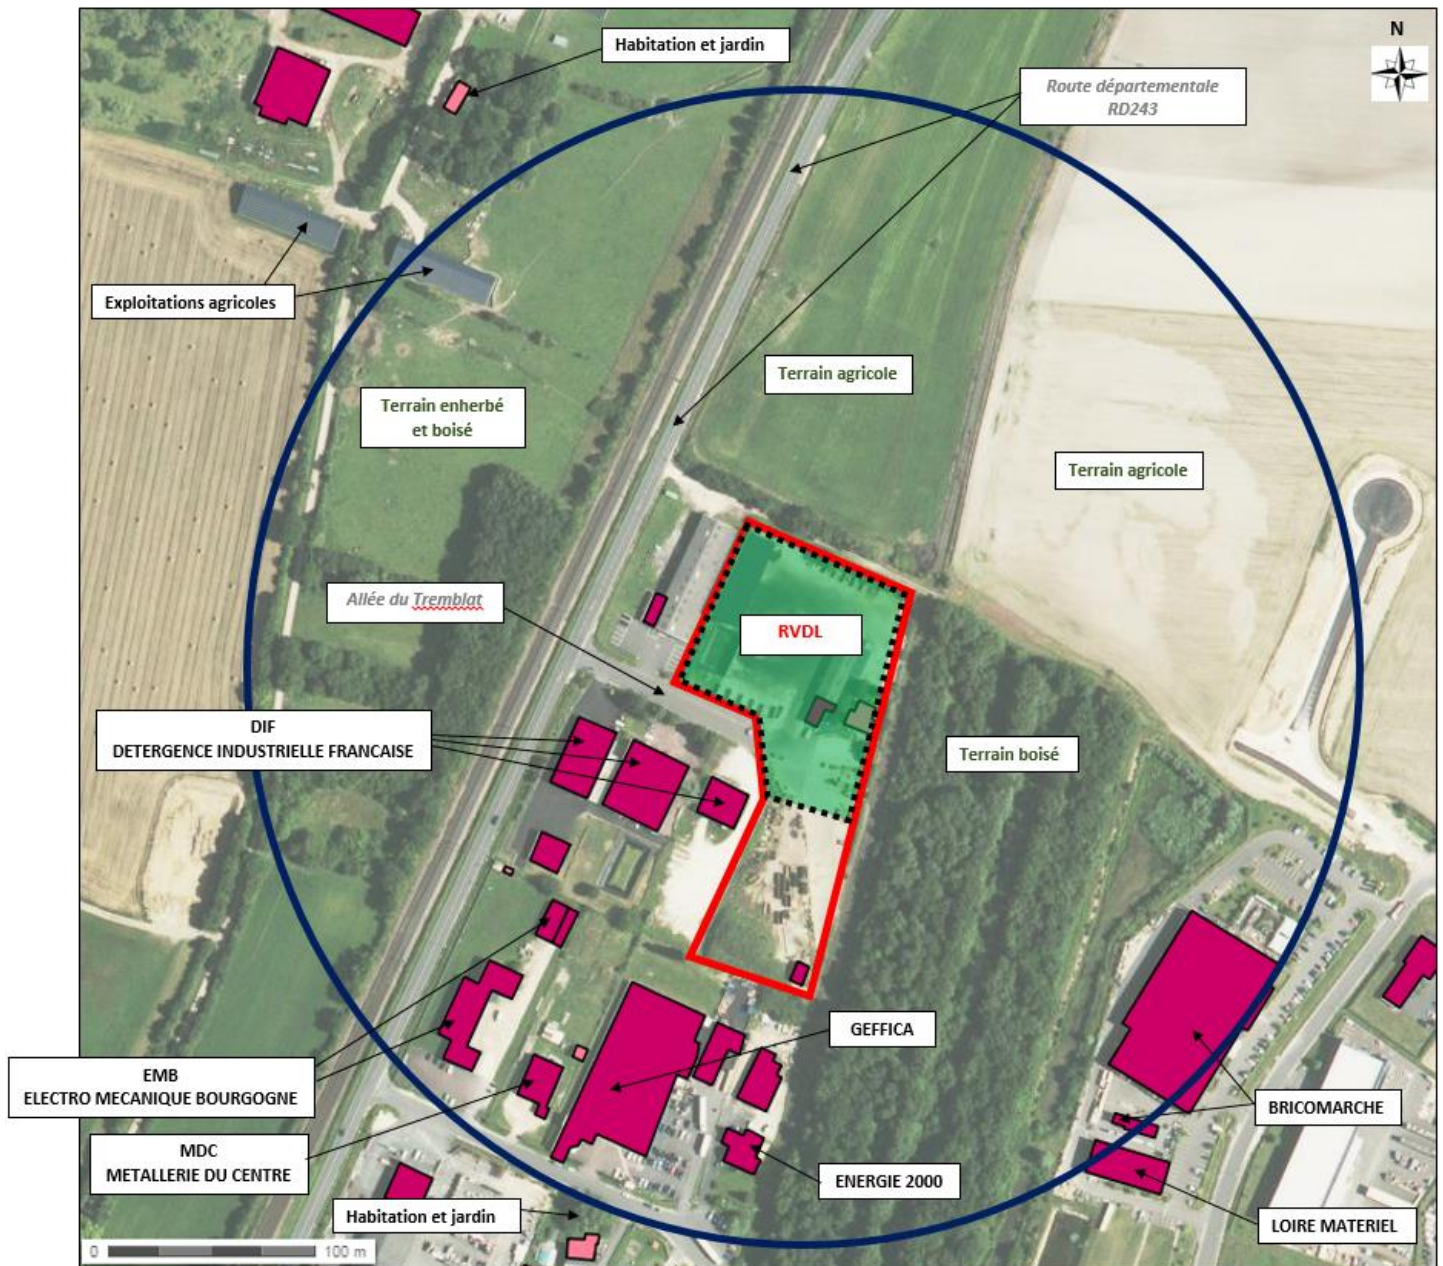 N
Habitation et jardin
Route départementale
RD243
Exploitations agricoles
Terrain agricole
Terrain enherbé
et boisé
Terrain agricole
Allée du Tremblat
RVDL
DIF
DETERGENCE INDUSTRIELLE FRANCAISE
Terrain boisé
GEFFICA
EMB
ELECTRO MECANIQUE BOURGOGNE
BRICOMARCHE
MDC
METALLERIE DU CENTRE
ENERGIE 2000
Habitation et jardin
LOIRE MATERIEL
0 100 m